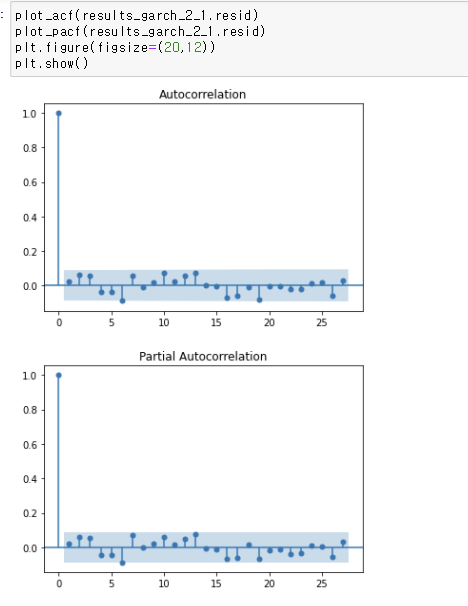 :
plot_acf(results_garch_2_1.resid)
plot_pacf(results_garch_2_1.resid)
plt.figure(figsize=(20,12))
plt.show()
Autocorrelation
1.0
0.8
0.6
0.4
0.2
0.0
0 5 10 15 20 25
Partial Autocorrelation
1.0
0.8
0.6
0.4
0.2
0.0
0 5 10 15 20 25